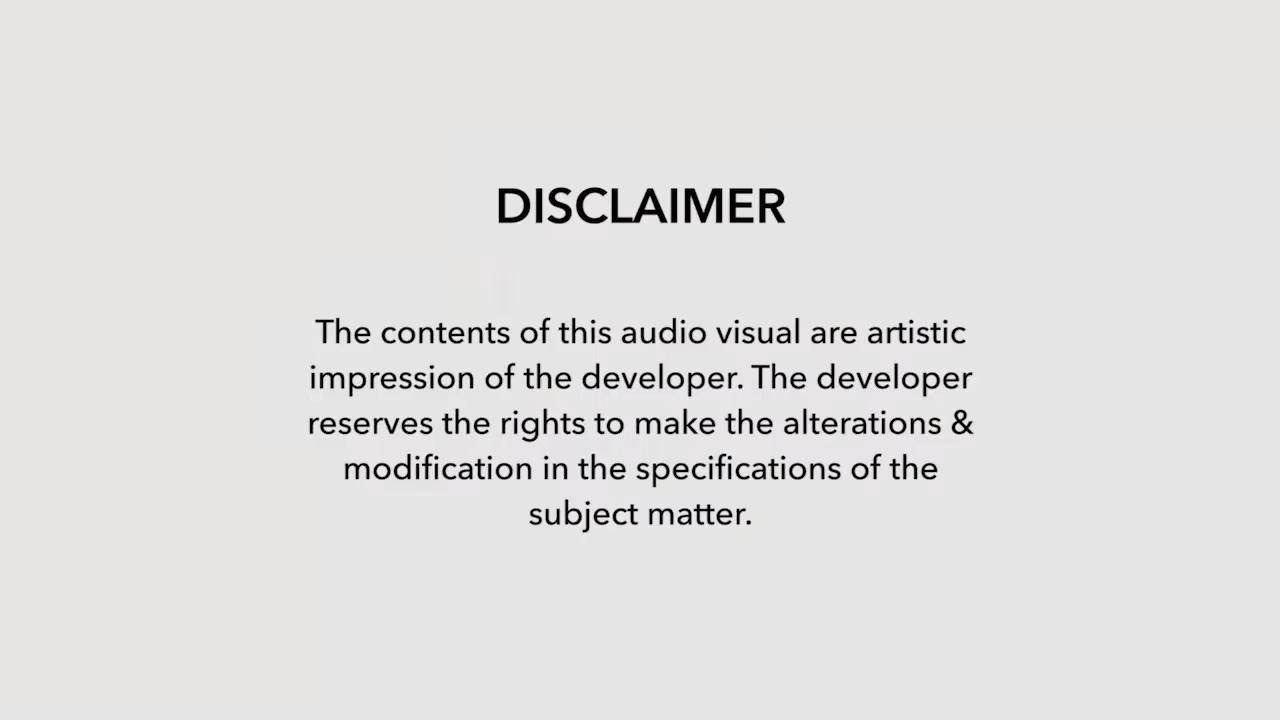 DISCLAIMER
The contents of this audio visual are artistic
impression of the developer. The developer
reserves the rights to make the alterations &
modification in the specifications of the
subject matter.